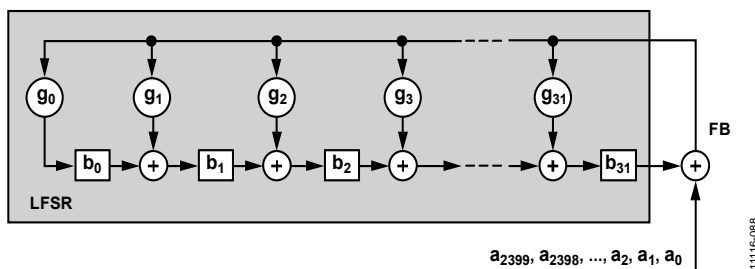 g0 g1 g2 g3 g31
FB
b0 + b1 + b2 + + b31 +
LFSR
a2399, a2398, ..., a2, a1, a0
11116-088